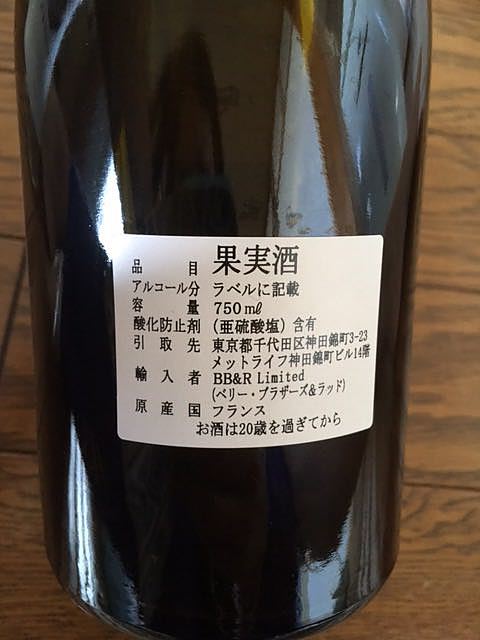 品目 果実酒
アルコール分 ラベルに記載
容量 750mℓ
酸化防止剤 (亜硫酸塩)含有
引取先 東京都千代田区神田錦町3-23
メットライフ神田錦町ビル14階
輸入者 BB&R Limited
(ベリー・ブラザーズ&ラッド)
原産国 フランス
お酒は20歳を過ぎてから